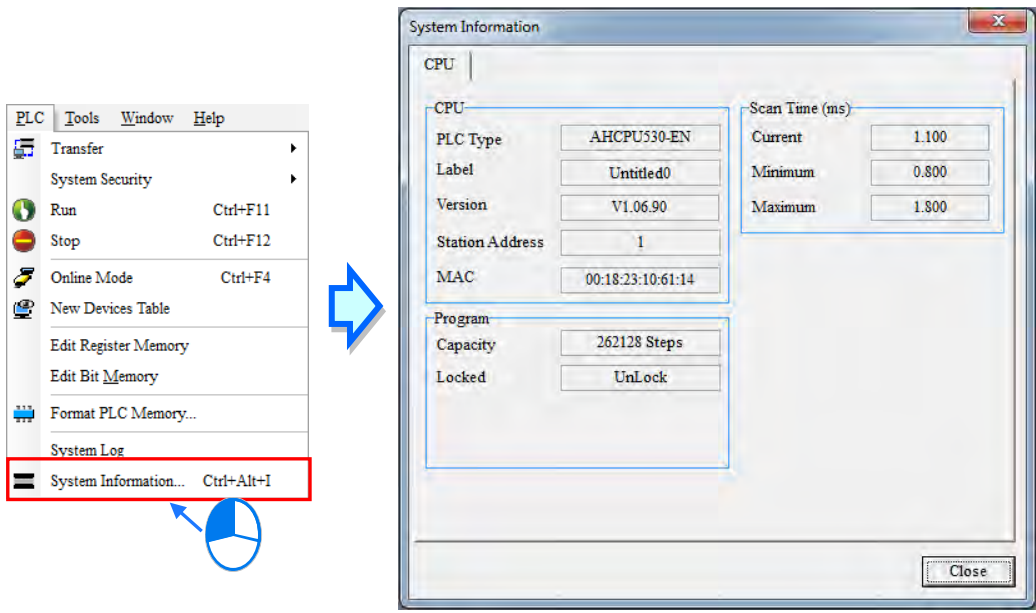 PLC Tools Window Help
Transfer
System Security
Run Ctrl+F11
Stop Ctrl+F12
Online Mode Ctrl+F4
New Devices Table
Edit Register Memory
Edit Bit Memory
Format PLC Memory...
System Log
System Information... Ctrl+Alt+I
System Information
CPU
CPU
PLC Type AHCPU530-EN
Label Untitled0
Version V1.06.90
Station Address 1
MAC 00:18:23:10:61:14
Program
Capacity 262128 Steps
Locked UnLock
Scan Time (ms)
Current 1.100
Minimum 0.800
Maximum 1.800
Close